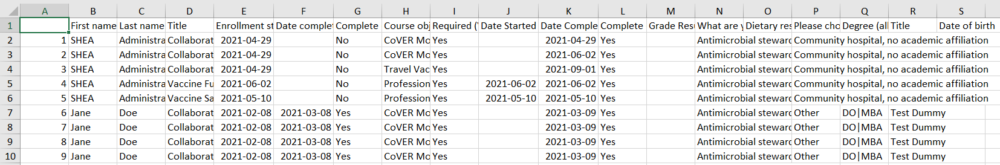 A B C D E F G H I J K L M N O P Q R S
1 First name Last name Title Enrollment st Date complet Complete Course obj Required (Y Date Started Date Comple Complete Grade Resu What are y Dietary res Please cho Degree (all Title Date of birth
2 1 SHEA Administra Collaborat 2021-04-29 No CoVER Mo Yes 2021-04-29 Yes Antimicrobial steward Community hospital, no academic affiliation
3 2 SHEA Administra Collaborat 2021-04-29 No CoVER Mo Yes 2021-06-02 Yes Antimicrobial steward Community hospital, no academic affiliation
4 3 SHEA Administra Collaborat 2021-04-29 No Travel Vac Yes 2021-09-01 Yes Antimicrobial steward Community hospital, no academic affiliation
5 4 SHEA Administra Vaccine Fu 2021-06-02 No Profession Yes 2021-06-02 2021-06-02 Yes Antimicrobial steward Community hospital, no academic affiliation
6 5 SHEA Administra Vaccine Sa 2021-05-10 No Profession Yes 2021-05-10 2021-05-10 Yes Antimicrobial steward Community hospital, no academic affiliation
7 6 Jane Doe Collaborat 2021-02-08 2021-03-08 Yes CoVER Mo Yes 2021-03-09 Yes Antimicrobial steward Other DO|MBA Test Dummy
8 7 Jane Doe Collaborat 2021-02-08 2021-03-08 Yes CoVER Mo Yes 2021-03-09 Yes Antimicrobial steward Other DO|MBA Test Dummy
9 8 Jane Doe Collaborat 2021-02-08 2021-03-08 Yes CoVER Mo Yes 2021-03-09 Yes Antimicrobial steward Other DO|MBA Test Dummy
10 9 Jane Doe Collaborat 2021-02-08 2021-03-08 Yes CoVER Mo Yes 2021-03-09 Yes Antimicrobial steward Other DO|MBA Test Dummy